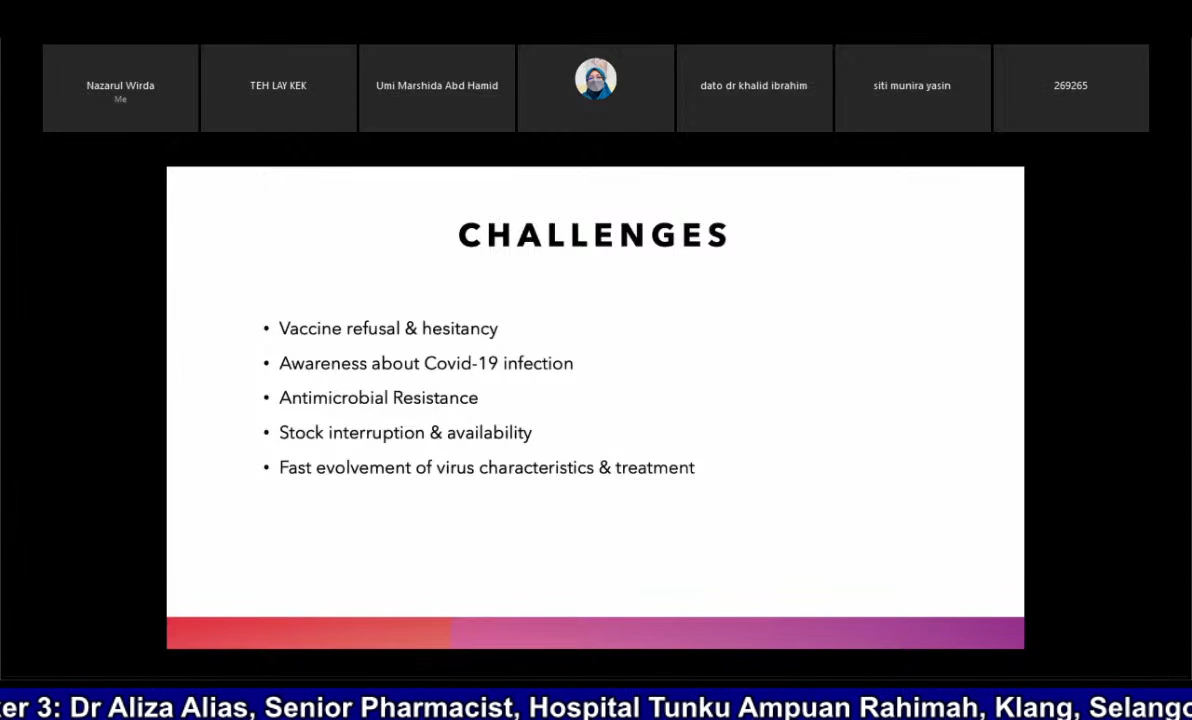 Nazarul Wirda
Me
TEH LAY KEK
Umi Marshida Abd Hamid
dato dr khalid ibrahim
siti munira yasin
269265
CHALLENGES
• Vaccine refusal & hesitancy
• Awareness about Covid-19 infection
• Antimicrobial Resistance
• Stock interruption & availability
• Fast evolvement of virus characteristics & treatment
er 3: Dr Aliza Alias, Senior Pharmacist, Hospital Tunku Ampuan Rahimah, Klang, Selango